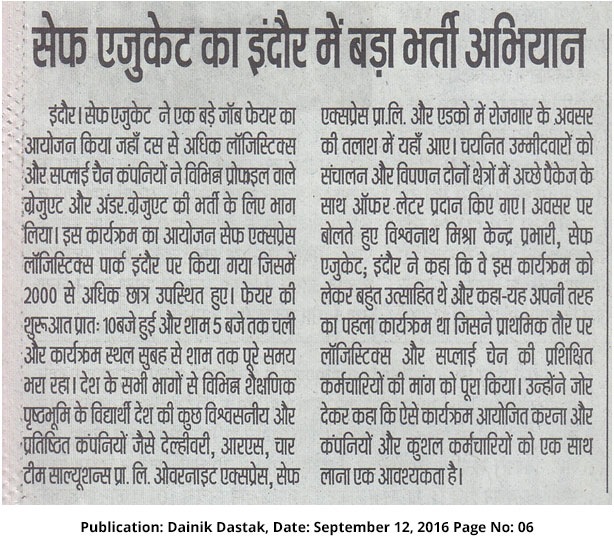 सेफ एजुकेट का इंदौर में बड़ा भर्ती अभियान
इंदौर। सेफ एजुकेट ने एक बड़े जॉब फेयर का
आयोजन किया जहाँ दस से अधिक लॉजिस्टिक्स
और सप्लाई चैन कंपनियों ने विभिन्न प्रोफाइल वाले
ग्रेजुएट और अंडर ग्रेजुएट की भर्ती के लिए भाग
लिया। इस कार्यक्रम का आयोजन सेफ एक्सप्रेस
लॉजिस्टिक्स पार्क इंदौर पर किया गया जिसमें
2000 से अधिक छात्र उपस्थित हुए। फेयर की
शुरूआत प्रातः 10बजे हुई और शाम 5 बजे तक चली
और कार्यक्रम स्थल सुबह से शाम तक पूरे समय
भरा रहा। देश के सभी भागों से विभिन्न शैक्षणिक
पृष्ठभूमि के विद्यार्थी देश की कुछ विश्वसनीय और
प्रतिष्ठित कंपनियों जैसे देल्हीवरी, आरएस, चार
टीम साल्यूशन्स प्रा. लि. ओवरनाइट एक्सप्रेस, सेफ
एक्सप्रेस प्रा.लि. और एडको में रोजगार के अवसर
की तलाश में यहाँ आए। चयनित उम्मीदवारों को
संचालन और विपणन दोनों क्षेत्रों में अच्छे पैकेज के
साथ ऑफर लेटर प्रदान किए गए। अवसर पर
बोलते हुए विश्वनाथ मिश्रा केन्द्र प्रभारी, सेफ
एजुकेट; इंदौर ने कहा कि वे इस कार्यक्रम को
लेकर बहुत उत्साहित थे और कहा-यह अपनी तरह
का पहला कार्यक्रम था जिसने प्राथमिक तौर पर
लॉजिस्टिक्स और सप्लाई चेन की प्रशिक्षित
कर्मचारियों की मांग को पूरा किया। उन्होंने जोर
देकर कहा कि ऐसे कार्यक्रम आयोजित करना और
कंपनियों और कुशल कर्मचारियों को एक साथ
लाना एक आवश्यकता है।
Publication: Dainik Dastak, Date: September 12, 2016 Page No: 06